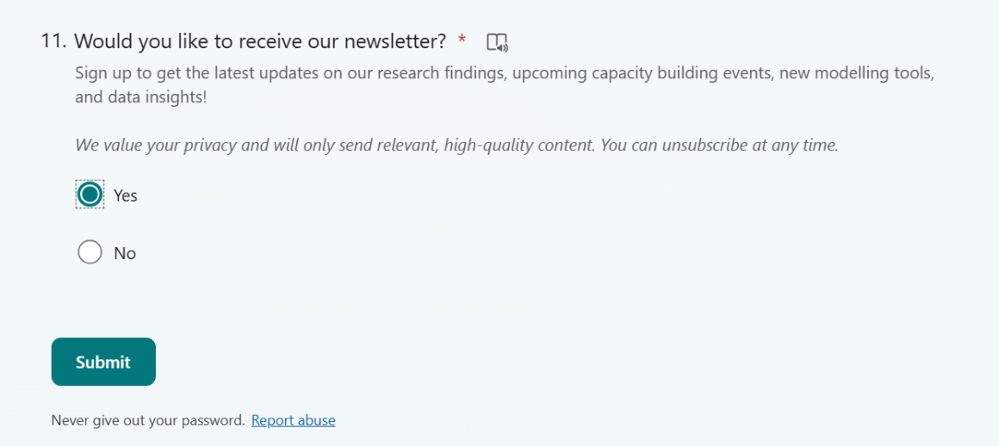 11. Would you like to receive our newsletter? *
Sign up to get the latest updates on our research findings, upcoming capacity building events, new modelling tools,
and data insights!
We value your privacy and will only send relevant, high-quality content. You can unsubscribe at any time.
Yes
No
Submit
Never give out your password. Report abuse